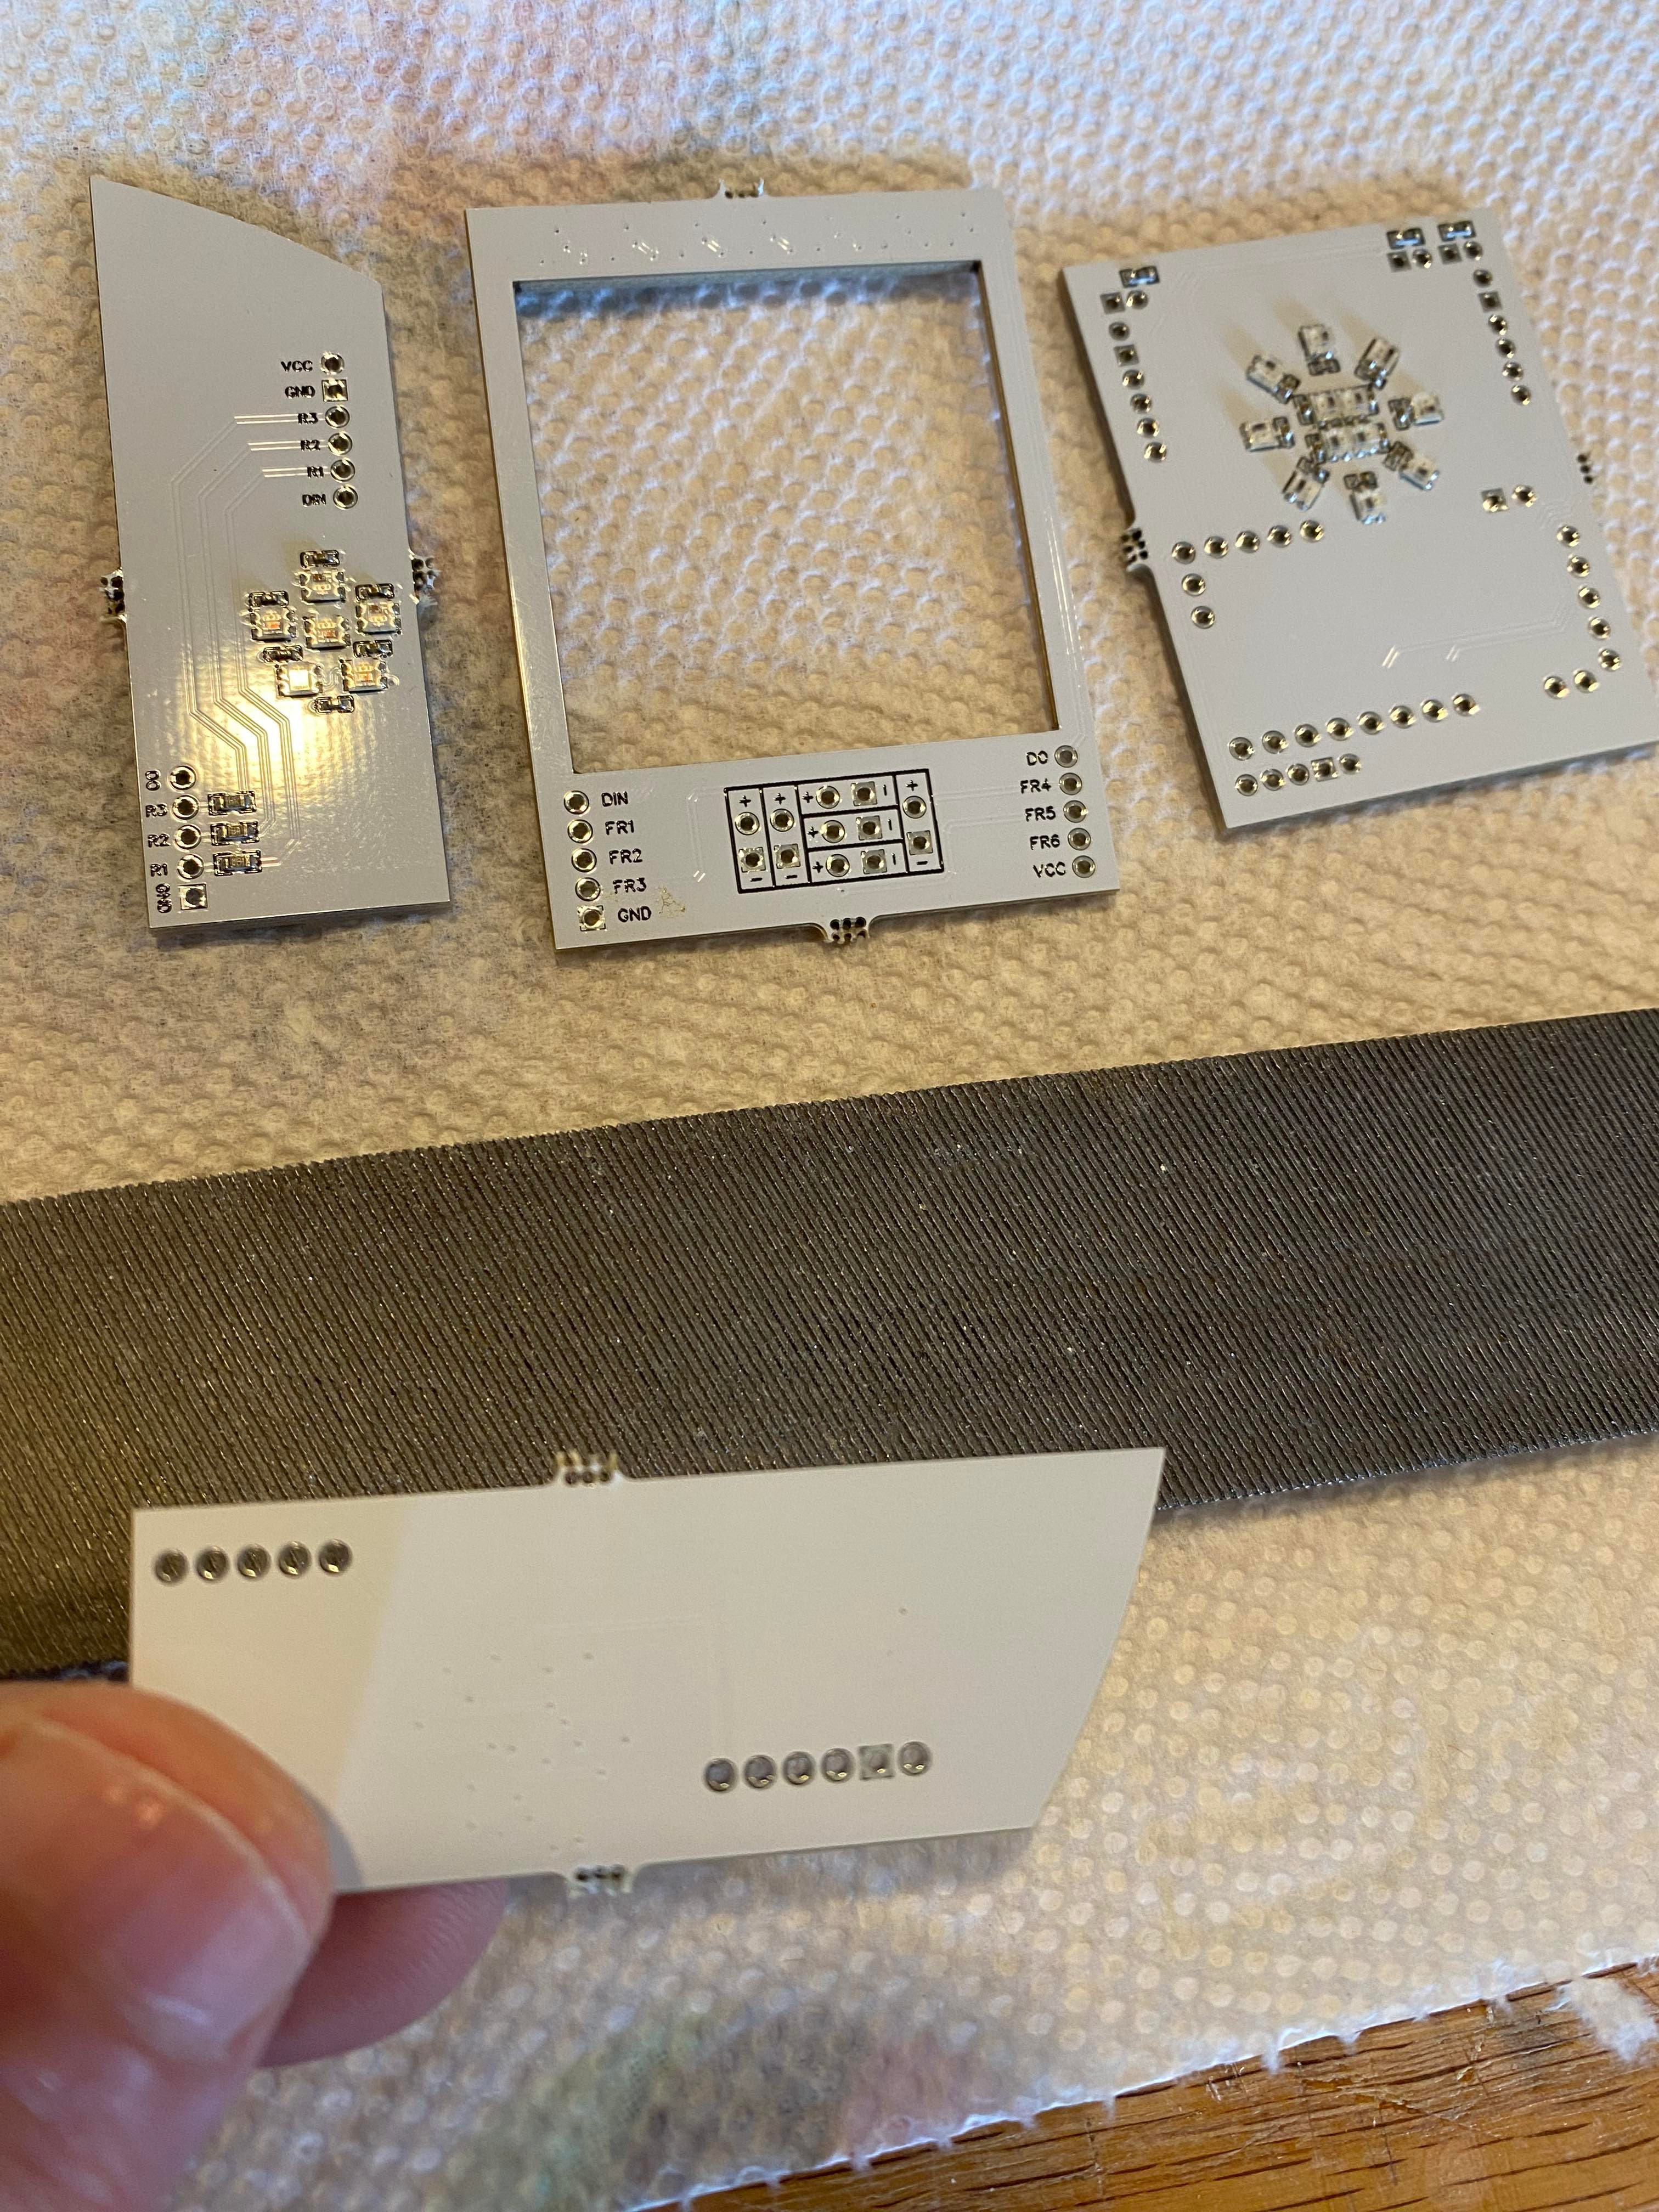 VCC
GND
R3
R2
R1
DIN
DO
R3
R2
R1
GND
DIN
FR1
FR2
FR3
GND
+ + + - +
+ -
- - + - -
DO
FR4
FR5
FR6
VCC